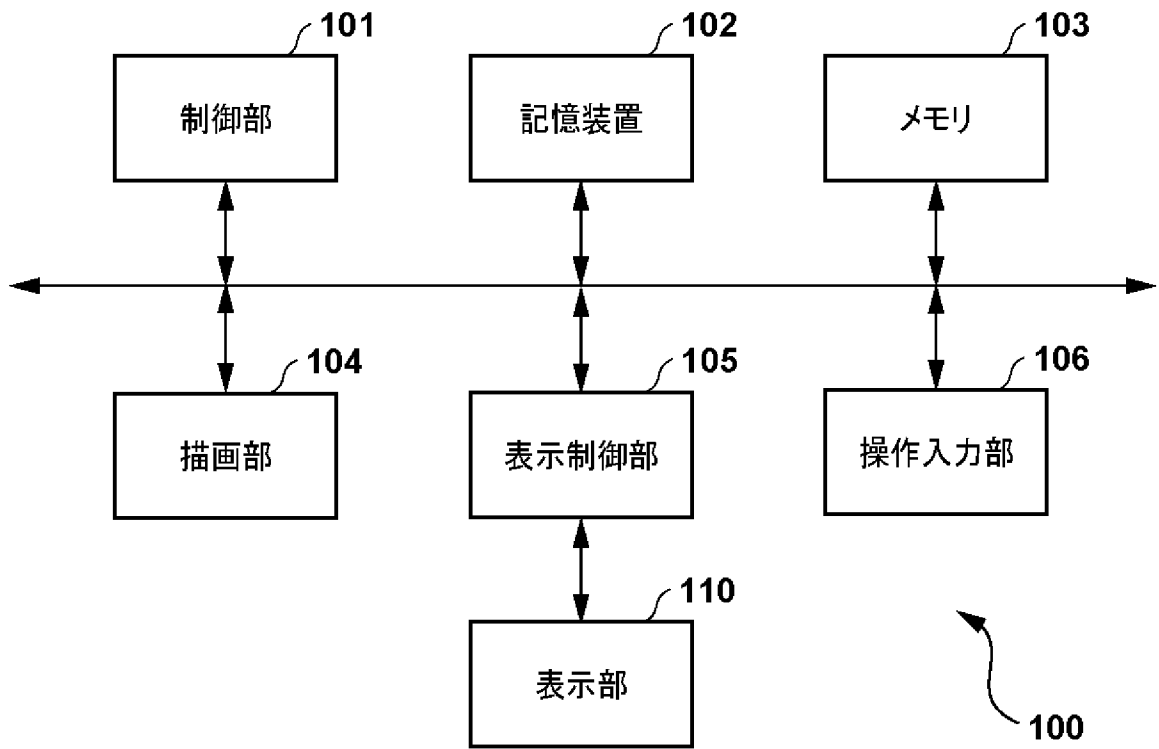 101
制御部
102
記憶装置
103
メモリ
104
描画部
105
表示制御部
106
操作入力部
110
表示部
100